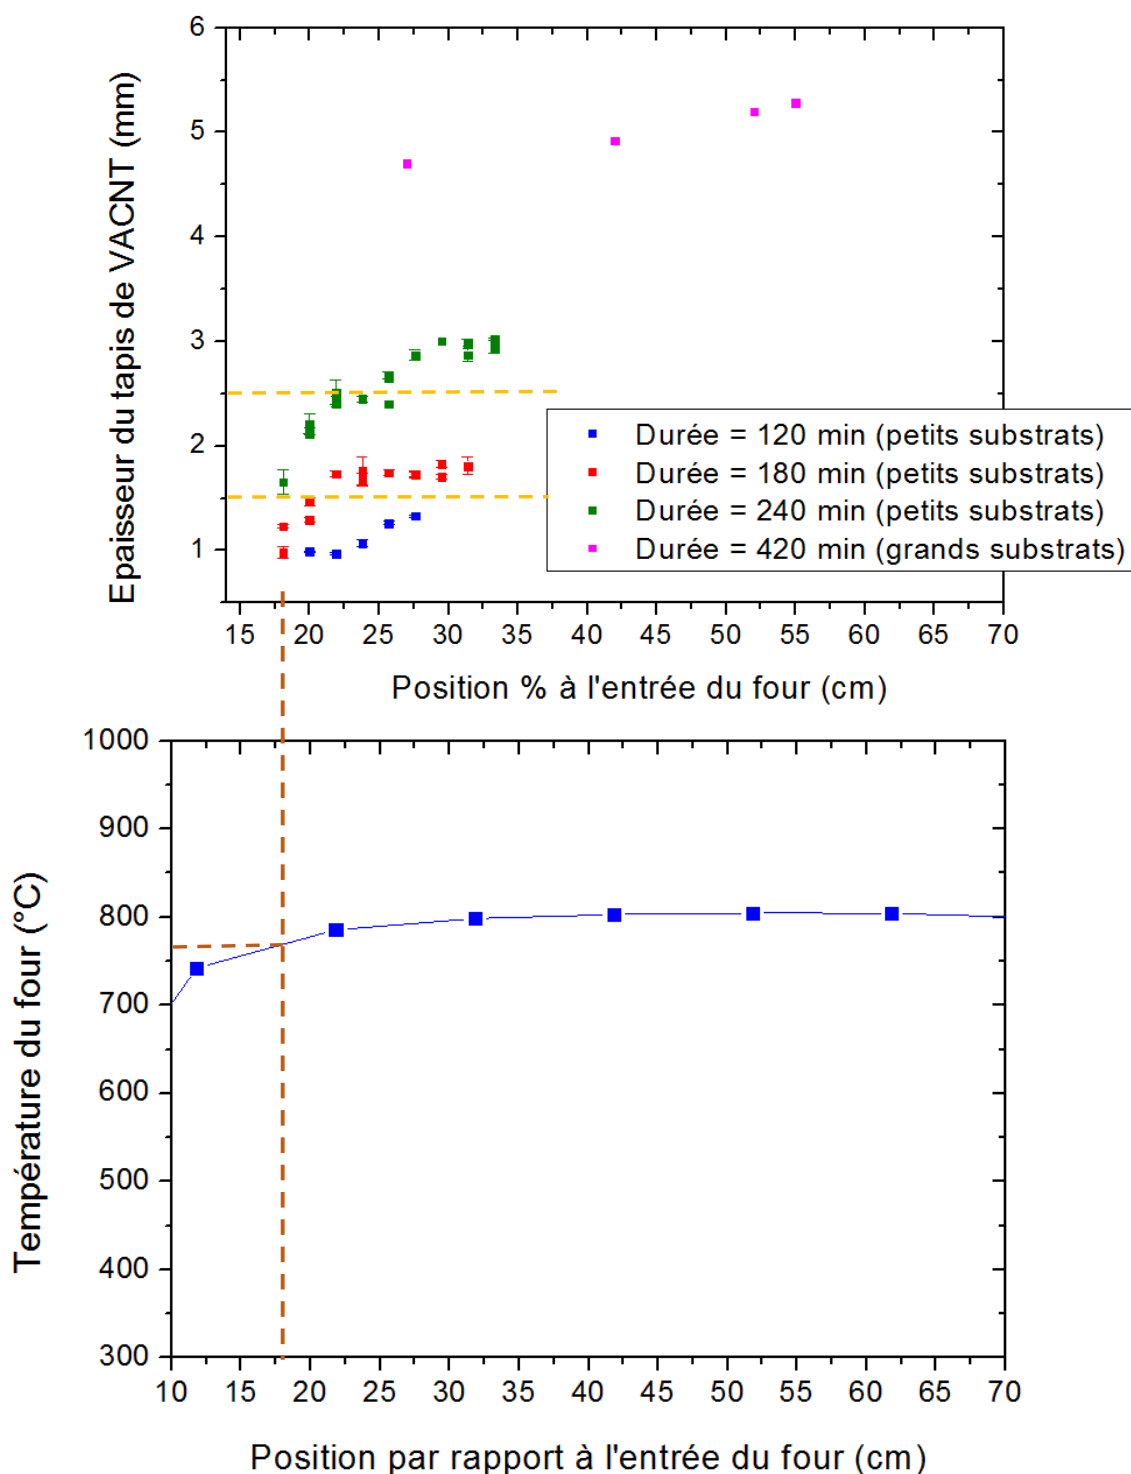 Epaisseur du tapis de VACNT (mm)
6
5
4
3
2
1
Durée = 120 min (petits substrats)
Durée = 180 min (petits substrats)
Durée = 240 min (petits substrats)
Durée = 420 min (grands substrats)
15 20 25 30 35 40 45 50 55 60 65 70
Position % à l'entrée du four (cm)
Température du four (°C)
1000
900
800
700
600
500
400
300
10 15 20 25 30 35 40 45 50 55 60 65 70
Position par rapport à l'entrée du four (cm)